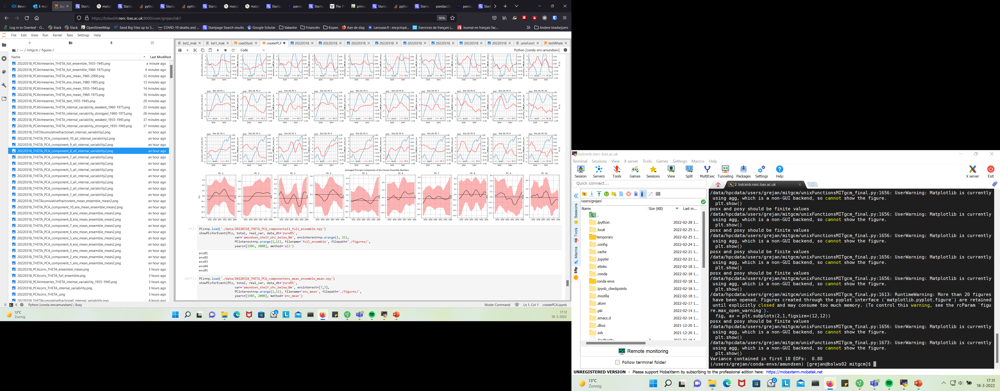 Beveil
E-mai
Jup
Startp
matpl
Startp
pytho
Startp
pytho
Startp
matpl
matpl
Startp
panda
Startp
The Pr
prince
Startp
pytho
Startp
pandas.Da
panda
Start
https://bslws04.nerc-bas.ac.uk:8000/user/grejan/lab?
90%
Log in to Overleaf - O...
Slack
Slack
OpenStreetMap
Send Big Files up to 5...
COVID-19 deaths and ...
Startpage Search results
Google Scholar
Vakantie
Financiën
Kopen
Aan de slag
Larousse.fr : encyclopé...
Exercices de français (...
Journal en français fac...
Andere bladwijzers
File Edit View Run Kernel Tabs Settings Help
/ ··· / mitgcm / figures /
Name Last Modified
20220318_PCAtimeseries_THETA_full_ensemble_1935-1945.png a minute ago
20220318_PCAtimeseries_THETA_full_ensemble_1960-1975.png 4 minutes ago
20220318_PCAtimeseries_THETA_ens_mean_1985-2000.png 12 minutes ago
20220318_PCAtimeseries_THETA_ens_mean_1980-1995.png 13 minutes ago
20220318_PCAtimeseries_THETA_ens_mean_1935-1945.png 14 minutes ago
20220318_PCAtimeseries_THETA_ens_mean_1960-1975.png 16 minutes ago
20220318_PCAtimeseries_THETA_test_1935-1945.png 20 minutes ago
20220318_PCAtimeseries_THETA_internal_variability_weakest_1960-1975.png 25 minutes ago
20220318_PCAtimeseries_THETA_internal_variability_strongest_1960-1975.png 26 minutes ago
20220318_PCAtimeseries_THETA_internal_variability_weakest_1935-1945.png 37 minutes ago
20220318_PCAtimeseries_THETA_internal_variability_strongest_1935-1945.png 37 minutes ago
20220318_THETAcumulativefractionall_internal_variability2.png an hour ago
20220318_THETA_PCA_component_10_all_internal_variability2.png an hour ago
20220318_THETA_PCA_component_9_all_internal_variability2.png an hour ago
20220318_THETA_PCA_component_8_all_internal_variability2.png an hour ago
20220318_THETA_PCA_component_7_all_internal_variability2.png an hour ago
20220318_THETA_PCA_component_6_all_internal_variability2.png an hour ago
20220318_THETA_PCA_component_5_all_internal_variability2.png an hour ago
20220318_THETA_PCA_component_4_all_internal_variability2.png an hour ago
20220318_THETA_PCA_component_3_all_internal_variability2.png an hour ago
20220318_THETA_PCA_component_2_all_internal_variability2.png an hour ago
20220318_THETA_PCA_component_1_all_internal_variability2.png an hour ago
20220318_THETAcumulativefractionens_mean_ensemble_mean2.png an hour ago
20220318_THETA_PCA_component_10_ens_mean_ensemble_mean2.png an hour ago
20220318_THETA_PCA_component_9_ens_mean_ensemble_mean2.png an hour ago
20220318_THETA_PCA_component_8_ens_mean_ensemble_mean2.png an hour ago
20220318_THETA_PCA_component_7_ens_mean_ensemble_mean2.png an hour ago
20220318_THETA_PCA_component_6_ens_mean_ensemble_mean2.png an hour ago
20220318_THETA_PCA_component_5_ens_mean_ensemble_mean2.png an hour ago
20220318_THETA_PCA_component_4_ens_mean_ensemble_mean2.png an hour ago
20220318_THETA_PCA_component_3_ens_mean_ensemble_mean2.png an hour ago
20220318_THETA_PCA_component_2_ens_mean_ensemble_mean2.png an hour ago
20220318_THETA_PCA_component_1_ens_mean_ensemble_mean2.png an hour ago
20220318_PCAcorrs_THETA_ensemble_mean.png 3 hours ago
20220318_PCAcorrs_THETA_full_ensemble.png 3 hours ago
20220318_PCAtimeseries_THETA_internal_variability_1935-1945.png 3 hours ago
20220318_PCAcorrs_THETA_internal_variability.png 3 hours ago
20220318_PCAcorrs_THETA_.png 3 hours ago
20220318_THETAcumulativefractionall_internal_variability.png 4 hours ago
0 6 Python [conda env:amundsen] | Busy
bsl2_mak
bsl1_mak
caseStudi
createPCA
20220318
20220318
20220318
20220318
20220318
20220318
20220318
20220318
unixFunct
testWhate
Code
Python [conda env:amundsen]
Ens 19; PC 1 Ens 19; PC 2 Ens 19; PC 3 Ens 19; PC 4 Ens 19; PC 5 Ens 19; PC 6 Ens 19; PC 7 Ens 19; PC 8 Ens 19; PC 9 Ens 19; PC 10
Ens 20; PC 1 Ens 20; PC 2 Ens 20; PC 3 Ens 20; PC 4 Ens 20; PC 5 Ens 20; PC 6 Ens 20; PC 7 Ens 20; PC 8 Ens 20; PC 9 Ens 20; PC 10
Averaged Principle Components of the Chosen Ensemble Members
PC: 1 PC: 2 PC: 3 PC: 4 PC: 5 PC: 6 PC: 7 PC: 8 PC: 9 PC: 10
[*]: PCs=np.load('./data/20220318_THETA_PCA_componentall_full_ensemble.npy')
showPCsforEvent(PCs, total, real_var, data_dt='pureBS',
var='amundsen_shelf_ohc_below_0m', ensinterest=np.arange(1, 21),
PCinterest=np.arange(1,11), filename='full_ensemble', filepath='./figures/',
years=[1985, 2000], method='all')
ens01
ens02
ens03
ens04
ens05
[207]: PCs=np.load('./data/20220318_THETA_PCA_componentens_mean_ensemble_mean.npy')
showPCsforEvent(PCs, total, real_var, data_dt='pureBS',
var='amundsen_shelf_ohc_below_0m', ensinterest=[7,3],
PCinterest=np.arange(1,11), filename='ens_mean', filepath='./figures/',
years=[1985, 2000], method='ens_mean')
Mode: Command Ln 1, Col 1 createPCA.ipynb
13°C
Zonnig
17:31
18-3-2022
bslcenb.nerc-bas.ac.uk
Terminal Sessions View X server Tools Games Settings Macros Help
Session Servers Tools Games Sessions View Split MultiExec Tunneling Packages Settings Help X server Exit
Quick connect...
2. bslcenb.nerc-bas.ac.uk
/users/grejan/
Sessions
Tools
Macros
Sftp
Name Size (KB) Last m...
..
.ipython 2022-02-28 1...
.local 2022-02-25 1...
temporary 2022-02-25 1...
.config 2022-02-24 1...
.cache 2022-02-21 1...
.jupyter 2022-02-21 1...
.elinks 2022-02-18 1...
.conda 2022-02-18 1...
conda-envs 2022-02-18 1...
.ipynb_checkpoints 2022-02-18 1...
.mozilla 2022-02-18 1...
.atom 2022-02-17 1...
.pki 2022-02-14 1...
.emacs.d 2022-02-14 1...
.dbus 2021-12-20 1...
.ssh 2021-12-20 1...
.Xauthority 2 2022-03-18 1...
Remote monitoring
Follow terminal folder
/data/hpcdata/users/grejan/mitgcm/unixFunctionsMITgcm_final.py:1656: UserWarning: Matplotlib is currently
using agg, which is a non-GUI backend, so cannot show the figure.
plt.show()
posx and posy should be finite values
/data/hpcdata/users/grejan/mitgcm/unixFunctionsMITgcm_final.py:1656: UserWarning: Matplotlib is currently
using agg, which is a non-GUI backend, so cannot show the figure.
plt.show()
posx and posy should be finite values
/data/hpcdata/users/grejan/mitgcm/unixFunctionsMITgcm_final.py:1656: UserWarning: Matplotlib is currently
using agg, which is a non-GUI backend, so cannot show the figure.
plt.show()
posx and posy should be finite values
/data/hpcdata/users/grejan/mitgcm/unixFunctionsMITgcm_final.py:1656: UserWarning: Matplotlib is currently
using agg, which is a non-GUI backend, so cannot show the figure.
plt.show()
posx and posy should be finite values
/data/hpcdata/users/grejan/mitgcm/unixFunctionsMITgcm_final.py:1656: UserWarning: Matplotlib is currently
using agg, which is a non-GUI backend, so cannot show the figure.
plt.show()
/data/hpcdata/users/grejan/mitgcm/unixFunctionsMITgcm_final.py:1613: RuntimeWarning: More than 20 figures
have been opened. Figures created through the pyplot interface (`matplotlib.pyplot.figure`) are retained
until explicitly closed and may consume too much memory. (To control this warning, see the rcParam `figu
re.max_open_warning`).
fig, ax = plt.subplots(2,1,figsize=(12,12))
posx and posy should be finite values
/data/hpcdata/users/grejan/mitgcm/unixFunctionsMITgcm_final.py:1656: UserWarning: Matplotlib is currently
using agg, which is a non-GUI backend, so cannot show the figure.
plt.show()
/data/hpcdata/users/grejan/mitgcm/unixFunctionsMITgcm_final.py:1673: UserWarning: Matplotlib is currently
using agg, which is a non-GUI backend, so cannot show the figure.
plt.show()
Variance contained in first 10 EOFs: 0.80
(/users/grejan/conda-envs/amundsen) [grejan@bslws02 mitgcm]$
UNREGISTERED VERSION - Please support MobaXterm by subscribing to the professional edition here: https://mobaxterm.mobatek.net
13°C
Zonnig
17:31
18-3-2022